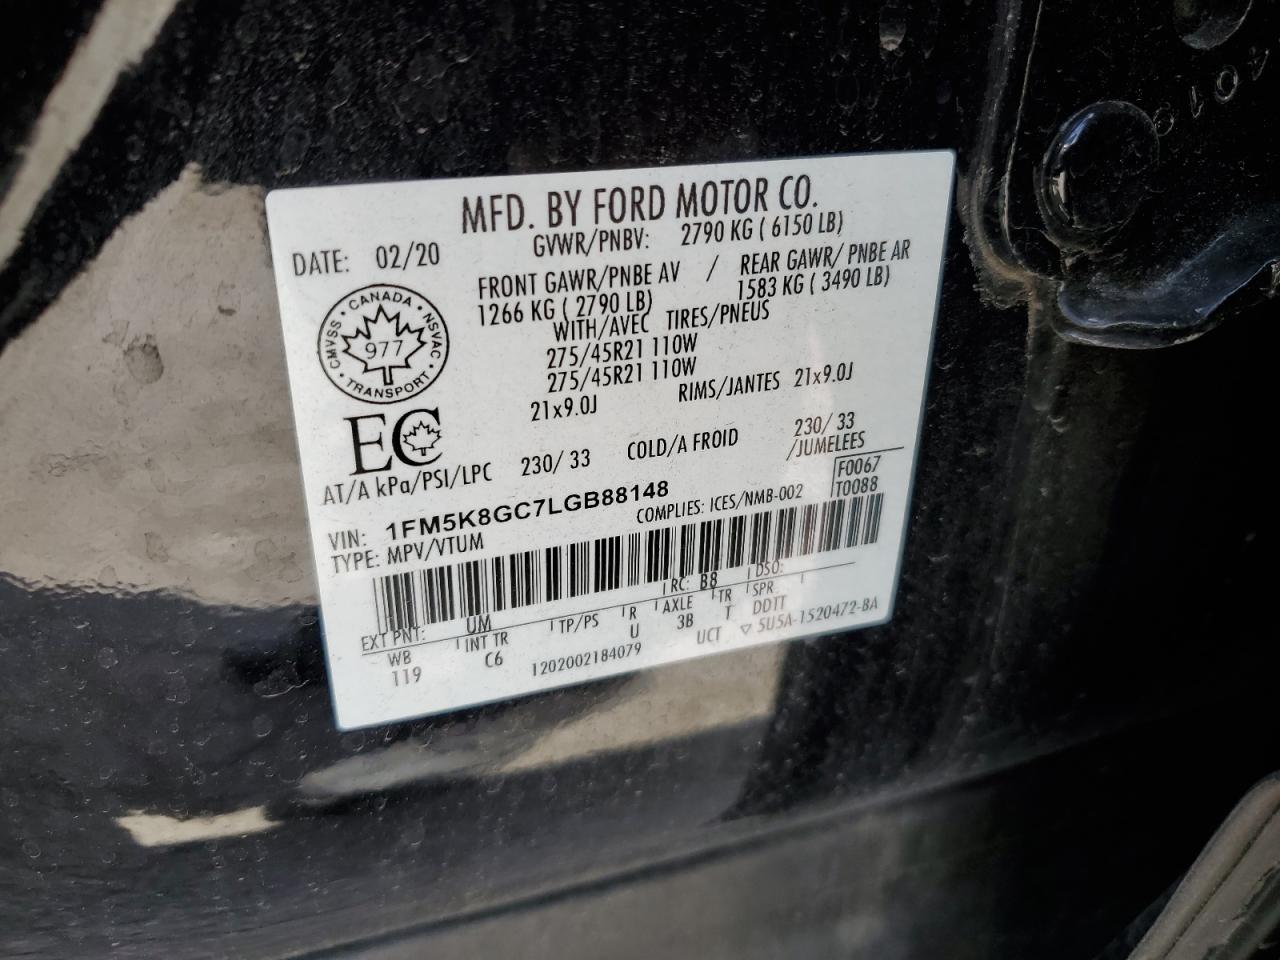 MFD. BY FORD MOTOR CO.
DATE: 02/20 GVWR/PNBV: 2790 KG ( 6150 LB)
FRONT GAWR/PNBE AV / REAR GAWR/ PNBE AR
1266 KG ( 2790 LB) 1583 KG ( 3490 LB)
WITH/AVEC TIRES/PNEUS
275/45R21 110W
275/45R21 110W
21x9.0J RIMS/JANTES 21x9.0J
CANADA
CMVSS NSVAC
977
TRANSPORT
EC
AT/A kPa/PSI/LPC 230/ 33 COLD/A FROID 230/ 33
/JUMELEES
F0067
T0088
VIN: 1FM5K8GC7LGB88148
TYPE: MPV/VTUM COMPLIES: ICES/NMB-002
EXT PNT: UM RC: B8 DSO:
WB INT TR TP/PS R AXLE TR SPR
119 C6 U 3B T DDTT
1202002184079 UCT ▽ 5U5A-1520472-BA
4018